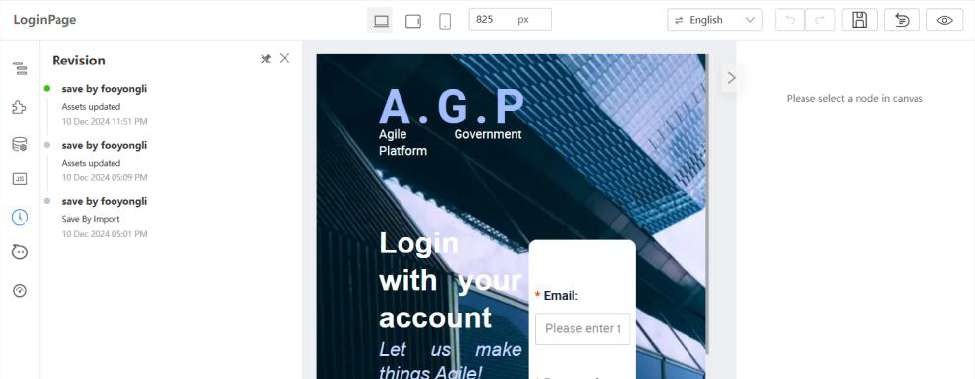 LoginPage
825 px
English
Revision
save by fooyongli
Assets updated
10 Dec 2024 11:51 PM
save by fooyongli
Assets updated
10 Dec 2024 05:09 PM
save by fooyongli
Save By Import
10 Dec 2024 05:01 PM
JS
A.G.P
Agile Government
Platform
Login
with your
account
Let us make
things Agile!
* Email:
Please enter t
Please select a node in canvas